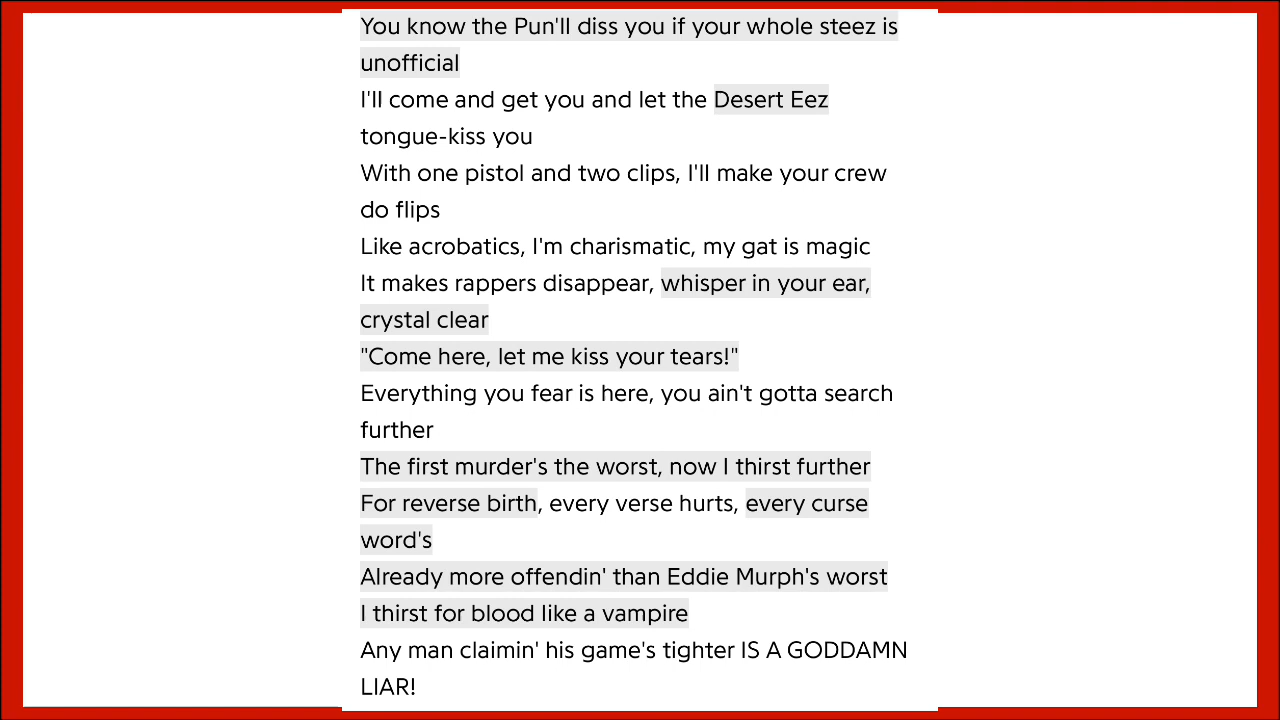 You know the Pun'll diss you if your whole steez is
unofficial
I'll come and get you and let the Desert Eez
tongue-kiss you
With one pistol and two clips, I'll make your crew
do flips
Like acrobatics, I'm charismatic, my gat is magic
It makes rappers disappear, whisper in your ear,
crystal clear
"Come here, let me kiss your tears!"
Everything you fear is here, you ain't gotta search
further
The first murder's the worst, now I thirst further
For reverse birth, every verse hurts, every curse
word's
Already more offendin' than Eddie Murph's worst
I thirst for blood like a vampire
Any man claimin' his game's tighter IS A GODDAMN
LIAR!